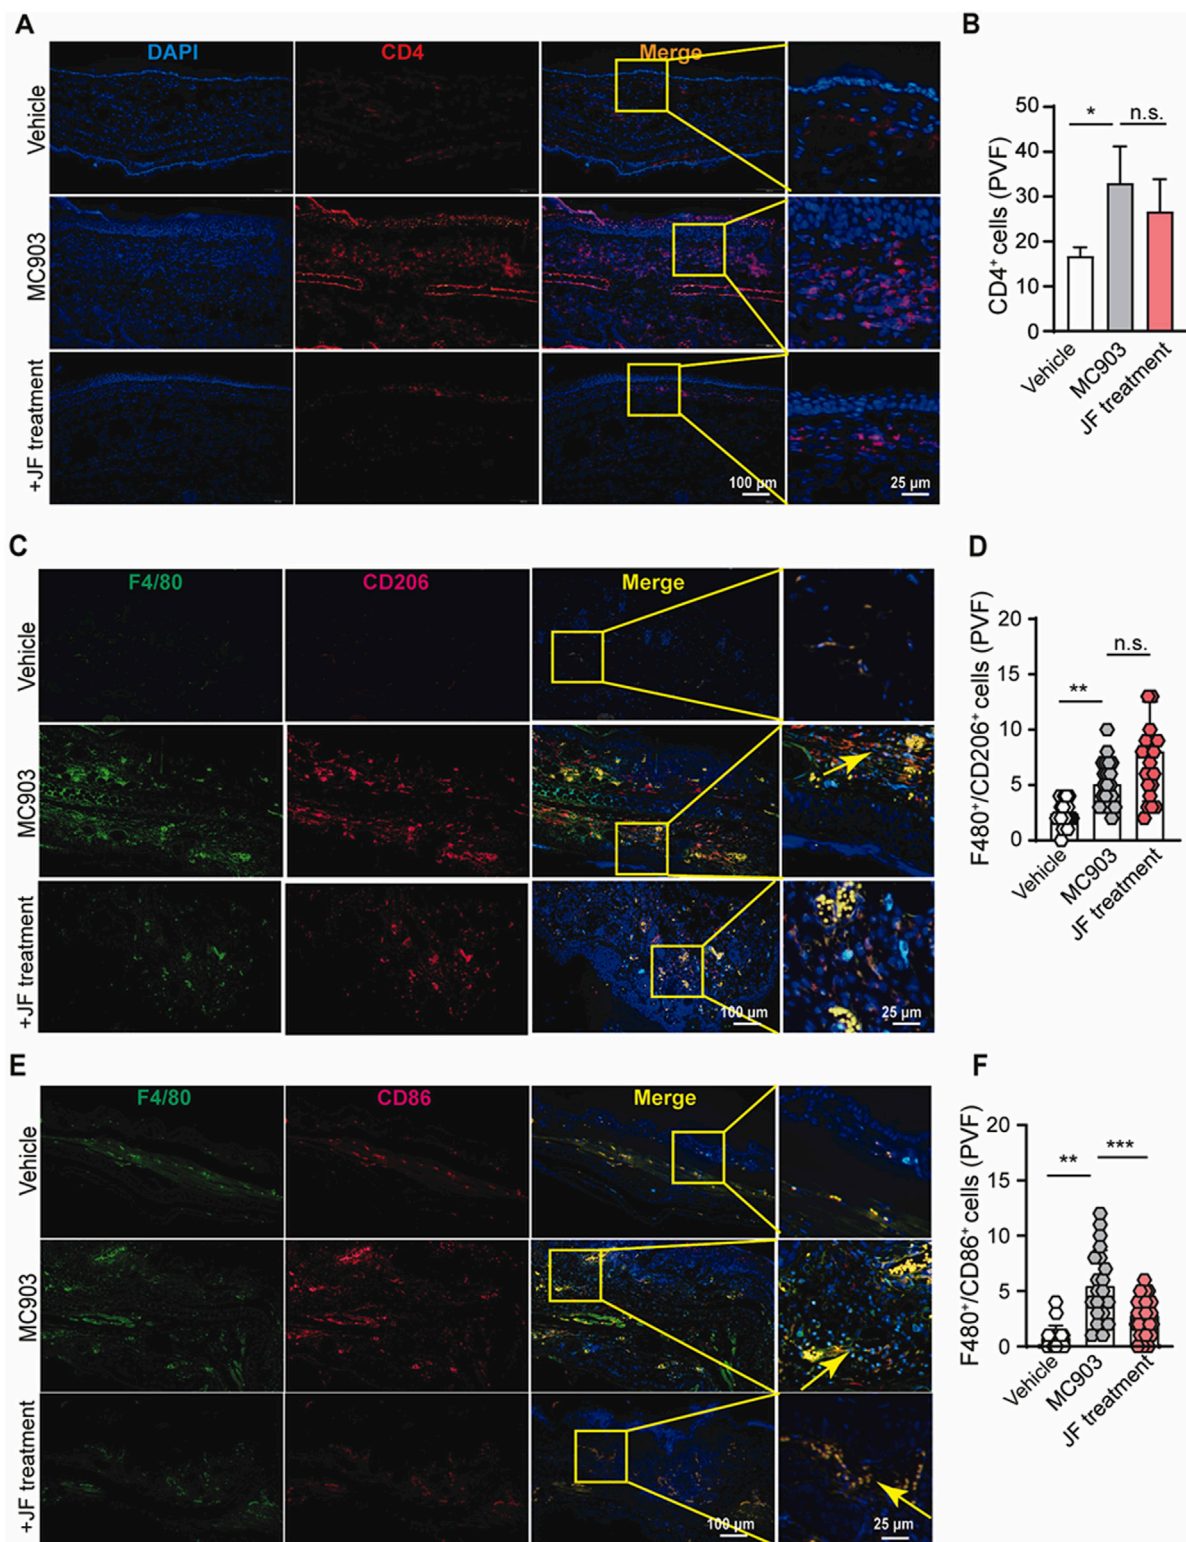 A
DAPI
CD4
Merge
Vehicle
MC903
+JF treatment
100 μm
25 μm
B
CD4⁺ cells (PVF)
50
40
30
20
10
0
*
n.s.
Vehicle
MC903
JF treatment
C
F4/80
CD206
Merge
Vehicle
MC903
+JF treatment
100 μm
25 μm
D
F480⁺/CD206⁺ cells (PVF)
20
15
10
5
0
**
n.s.
Vehicle
MC903
JF treatment
E
F4/80
CD86
Merge
Vehicle
MC903
+JF treatment
100 μm
25 μm
F
F480⁺/CD86⁺ cells (PVF)
20
15
10
5
0
**
***
Vehicle
MC903
JF treatment